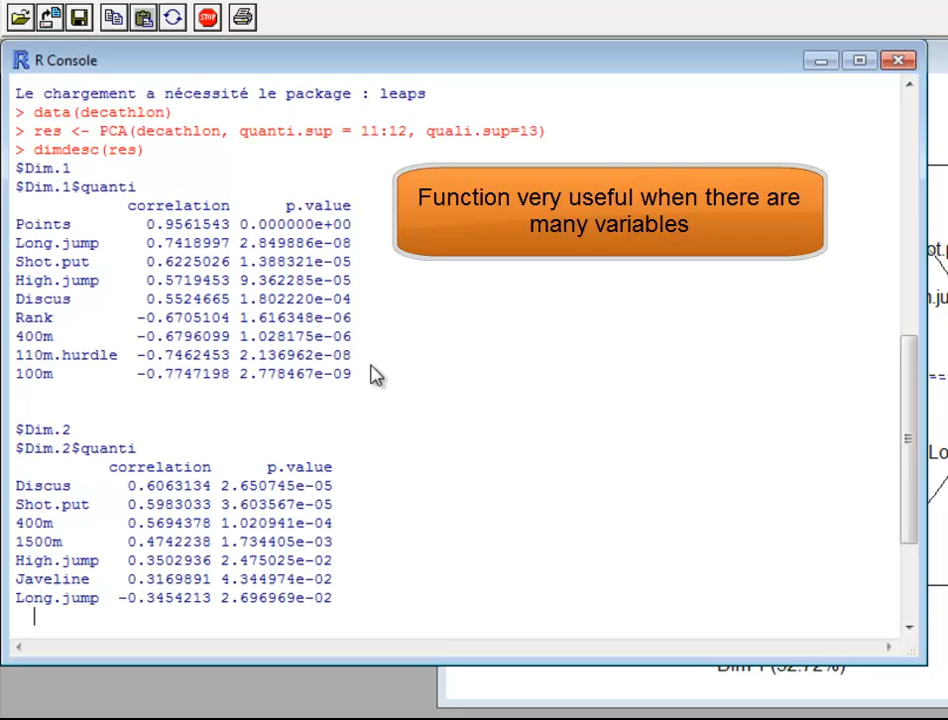 STOP
R Console
Le chargement a nécessité le package : leaps
> data(decathlon)
> res <- PCA(decathlon, quanti.sup = 11:12, quali.sup=13)
> dimdesc(res)
$Dim.1
$Dim.1$quanti
correlation p.value
Points 0.9561543 0.000000e+00
Long.jump 0.7418997 2.849886e-08
Shot.put 0.6225026 1.388321e-05
High.jump 0.5719453 9.362285e-05
Discus 0.5524665 1.802220e-04
Rank -0.6705104 1.616348e-06
400m -0.6796099 1.028175e-06
110m.hurdle -0.7462453 2.136962e-08
100m -0.7747198 2.778467e-09
Function very useful when there are
many variables
$Dim.2
$Dim.2$quanti
correlation p.value
Discus 0.6063134 2.650745e-05
Shot.put 0.5983033 3.603567e-05
400m 0.5694378 1.020941e-04
1500m 0.4742238 1.734405e-03
High.jump 0.3502936 2.475025e-02
Javeline 0.3169891 4.344974e-02
Long.jump -0.3454213 2.696969e-02